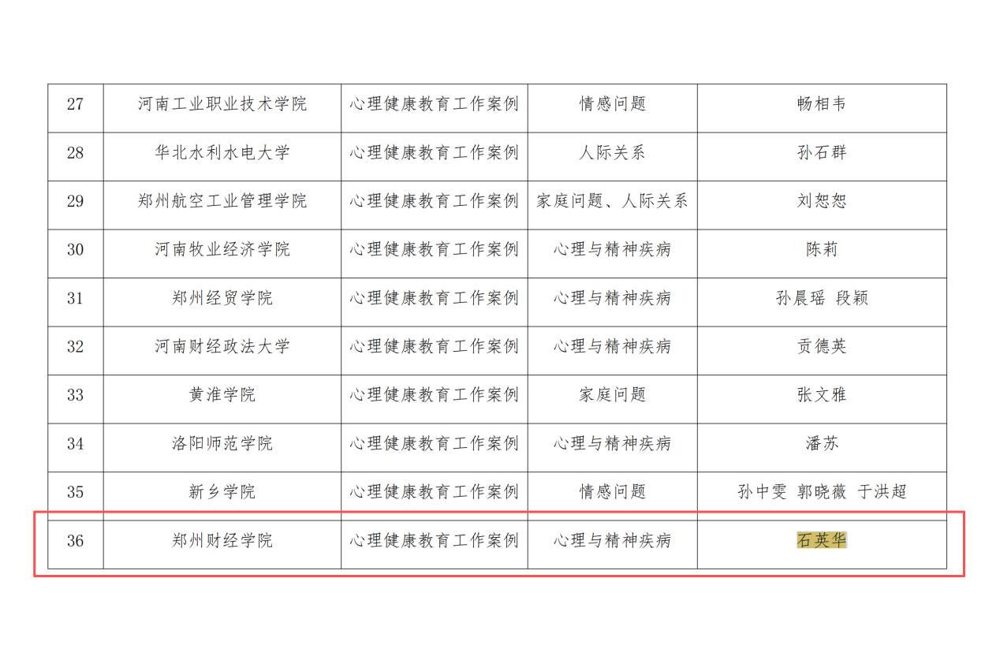 27 河南工业职业技术学院 心理健康教育工作案例 情感问题 畅相韦
28 华北水利水电大学 心理健康教育工作案例 人际关系 孙石群
29 郑州航空工业管理学院 心理健康教育工作案例 家庭问题、人际关系 刘恕恕
30 河南牧业经济学院 心理健康教育工作案例 心理与精神疾病 陈莉
31 郑州经贸学院 心理健康教育工作案例 心理与精神疾病 孙晨瑶 段颖
32 河南财经政法大学 心理健康教育工作案例 心理与精神疾病 贡德英
33 黄淮学院 心理健康教育工作案例 家庭问题 张文雅
34 洛阳师范学院 心理健康教育工作案例 心理与精神疾病 潘苏
35 新乡学院 心理健康教育工作案例 情感问题 孙中雯 郭晓薇 于洪超
36 郑州财经学院 心理健康教育工作案例 心理与精神疾病 石英华